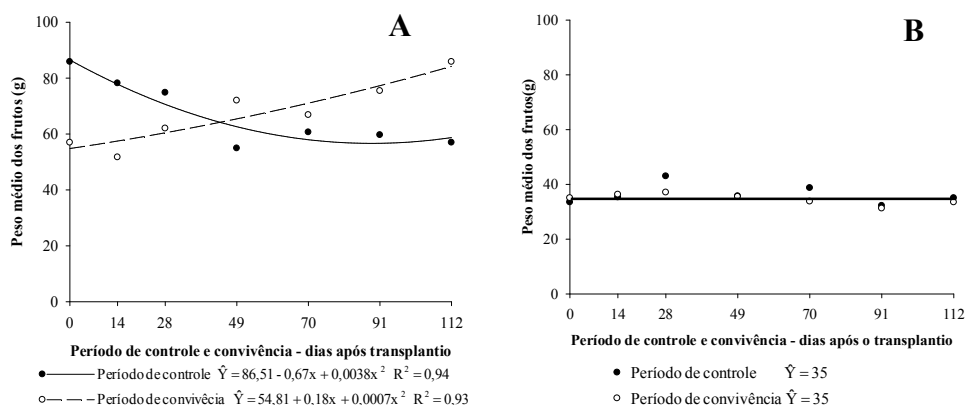 A
Peso médio dos frutos (g)
100
80
60
40
20
0
0 14 28 49 70 91 112
Período de controle e convivência - dias após transplantio
Período de controle Ŷ = 86,51 - 0,67x + 0,0038x² R² = 0,94
Período de convivêcia Ŷ = 54,81 + 0,18x + 0,0007x² R² = 0,93
B
Peso médio dos frutos(g)
100
80
60
40
20
0
0 14 28 49 70 91 112
Período de controle e convivência - dias após o transplantio
Período de controle Ŷ = 35
Período de convivência Ŷ = 35